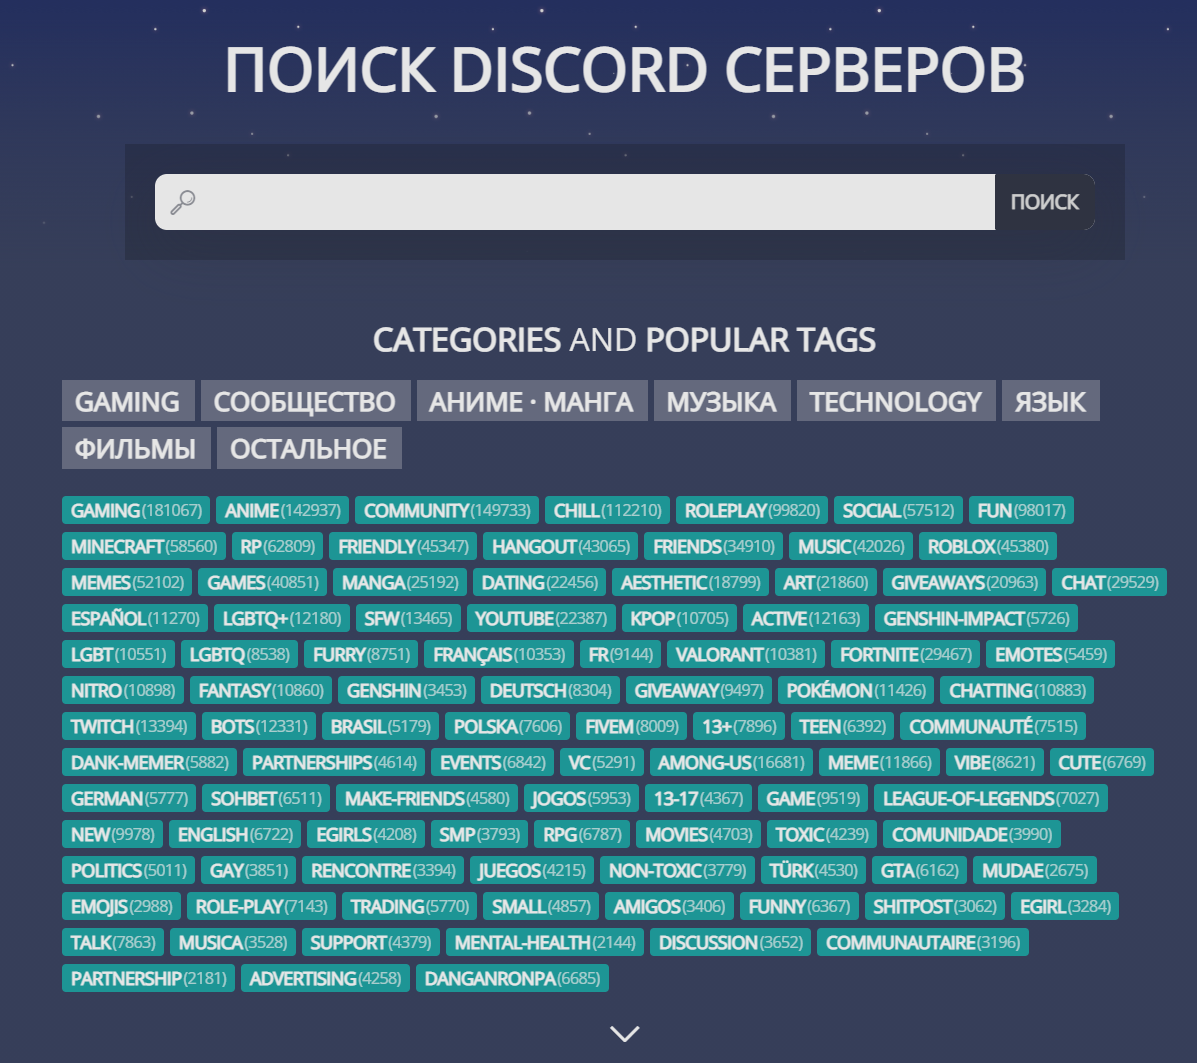 ПОИСК DISCORD СЕРВЕРОВ
ПОИСК
CATEGORIES AND POPULAR TAGS
GAMING СООБЩЕСТВО АНИМЕ · МАНГА МУЗЫКА TECHNOLOGY ЯЗЫК
ФИЛЬМЫ ОСТАЛЬНОЕ
GAMING(181067) ANIME(142937) COMMUNITY(149733) CHILL(112210) ROLEPLAY(99820) SOCIAL(57512) FUN(98017)
MINECRAFT(58560) RP(62809) FRIENDLY(45347) HANGOUT(43065) FRIENDS(34910) MUSIC(42026) ROBLOX(45380)
MEMES(52102) GAMES(40851) MANGA(25192) DATING(22456) AESTHETIC(18799) ART(21860) GIVEAWAYS(20963) CHAT(29529)
ESPAÑOL(11270) LGBTQ+(12180) SFW(13465) YOUTUBE(22387) KPOP(10705) ACTIVE(12163) GENSHIN-IMPACT(5726)
LGBT(10551) LGBTQ(8538) FURRY(8751) FRANÇAIS(10353) FR(9144) VALORANT(10381) FORTNITE(29467) EMOTES(5459)
NITRO(10898) FANTASY(10860) GENSHIN(3453) DEUTSCH(8304) GIVEAWAY(9497) POKÉMON(11426) CHATTING(10883)
TWITCH(13394) BOTS(12331) BRASIL(5179) POLSKA(7606) FIVEM(8009) 13+(7896) TEEN(6392) COMMUNAUTÉ(7515)
DANK-MEMER(5882) PARTNERSHIPS(4614) EVENTS(6842) VC(5291) AMONG-US(16681) MEME(11866) VIBE(8621) CUTE(6769)
GERMAN(5777) SOHBET(6511) MAKE-FRIENDS(4580) JOGOS(5953) 13-17(4367) GAME(9519) LEAGUE-OF-LEGENDS(7027)
NEW(9978) ENGLISH(6722) EGIRLS(4208) SMP(3793) RPG(6787) MOVIES(4703) TOXIC(4239) COMUNIDADE(3990)
POLITICS(5011) GAY(3851) RENCONTRE(3394) JUEGOS(4215) NON-TOXIC(3779) TÜRK(4530) GTA(6162) MUDAE(2675)
EMOJIS(2988) ROLE-PLAY(7143) TRADING(5770) SMALL(4857) AMIGOS(3406) FUNNY(6367) SHITPOST(3062) EGIRL(3284)
TALK(7863) MUSICA(3528) SUPPORT(4379) MENTAL-HEALTH(2144) DISCUSSION(3652) COMMUNAUTAIRE(3196)
PARTNERSHIP(2181) ADVERTISING(4258) DANGANRONPA(6685)